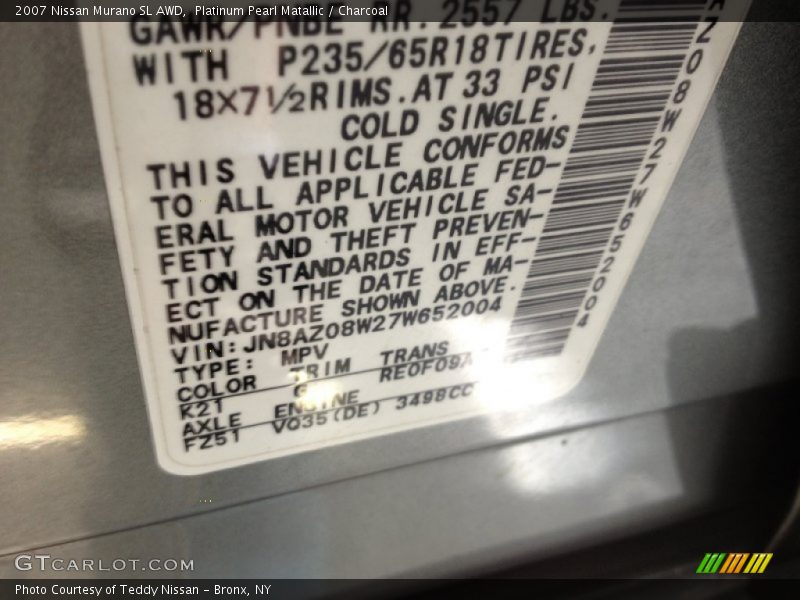 2007 Nissan Murano SL AWD, Platinum Pearl Matallic / Charcoal
GAWR/PNBE RR. 2557 LBS.
WITH P235/65R18TIRES,
18×7½RIMS.AT 33 PSI
COLD SINGLE.
THIS VEHICLE CONFORMS
TO ALL APPLICABLE FED-
ERAL MOTOR VEHICLE SA-
FETY AND THEFT PREVEN-
TION STANDARDS IN EFF-
ECT ON THE DATE OF MA-
NUFACTURE SHOWN ABOVE.
VIN:JN8AZ08W27W652004
TYPE: MPV
COLOR TRIM TRANS
K21 G RE0F09A
AXLE ENGINE
FZ51 VQ35(DE) 3498CC
AZ08W27W652004
GTCARLOT.COM
Photo Courtesy of Teddy Nissan - Bronx, NY